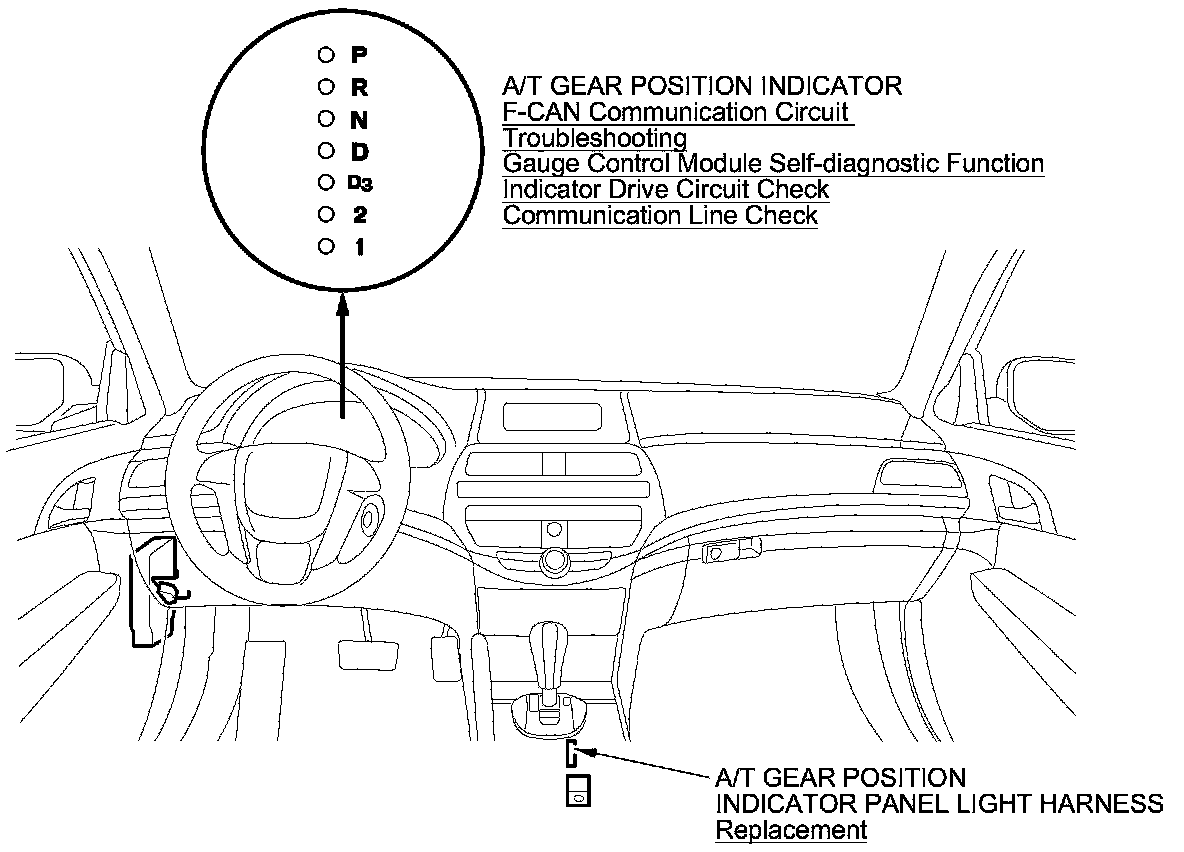 P
R
N
D
D3
2
1
A/T GEAR POSITION INDICATOR
F-CAN Communication Circuit
Troubleshooting
Gauge Control Module Self-diagnostic Function
Indicator Drive Circuit Check
Communication Line Check
A/T GEAR POSITION
INDICATOR PANEL LIGHT HARNESS
Replacement